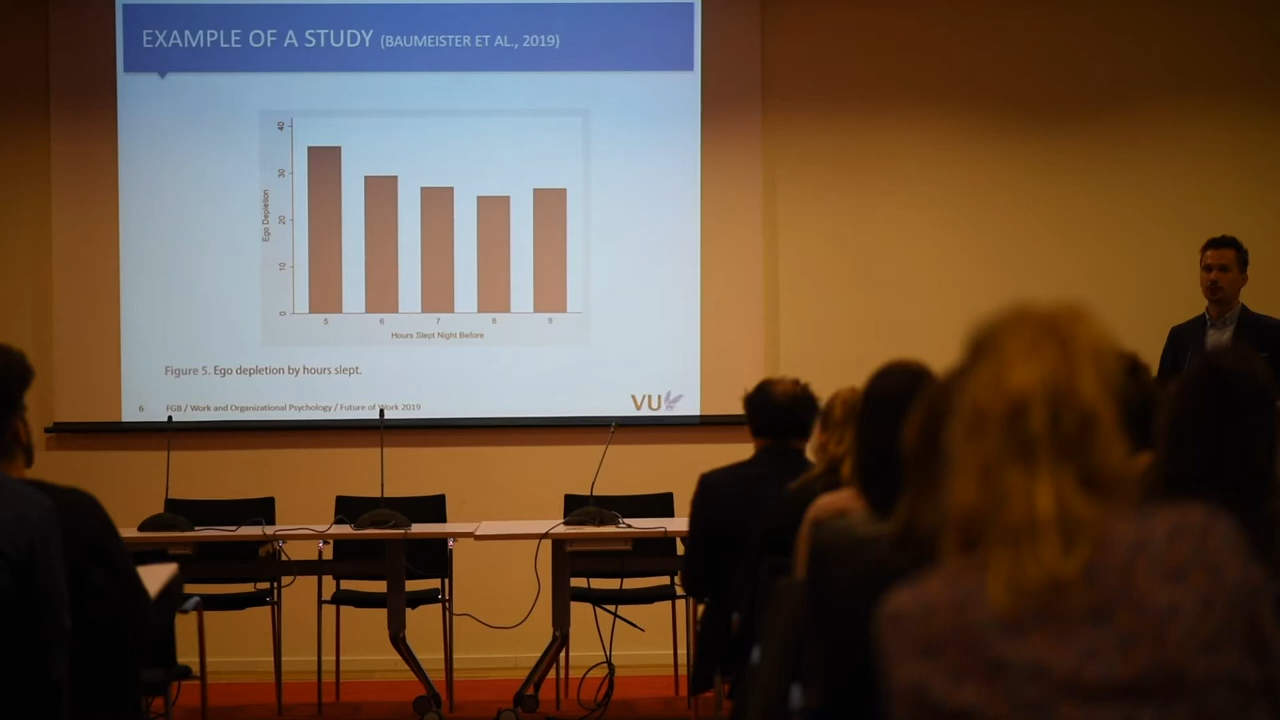 EXAMPLE OF A STUDY (BAUMEISTER ET AL., 2019)
40
30
20
10
0
Ego Depletion
5 6 7 8 9
Hours Slept Night Before
Figure 5. Ego depletion by hours slept.
6 FGB / Work and Organizational Psychology / Future of Work 2019
VU